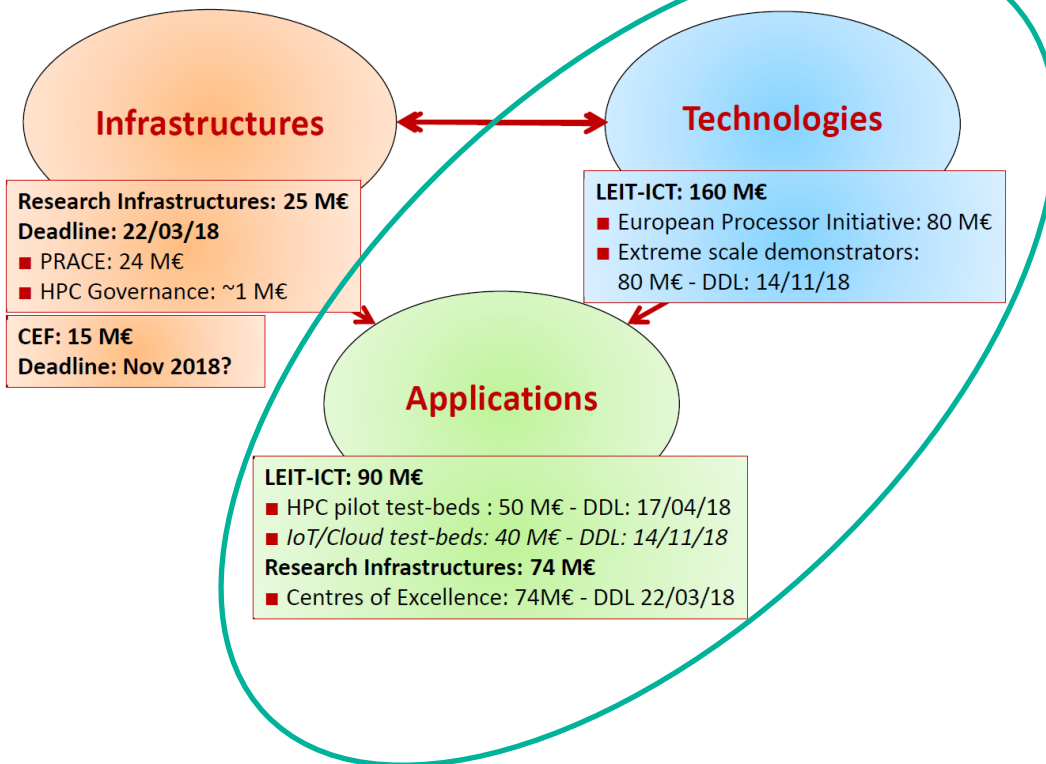 Infrastructures
Technologies
Research Infrastructures: 25 M€
Deadline: 22/03/18
■ PRACE: 24 M€
■ HPC Governance: ~1 M€
CEF: 15 M€
Deadline: Nov 2018?
LEIT-ICT: 160 M€
■ European Processor Initiative: 80 M€
■ Extreme scale demonstrators:
80 M€ - DDL: 14/11/18
Applications
LEIT-ICT: 90 M€
■ HPC pilot test-beds : 50 M€ - DDL: 17/04/18
■ IoT/Cloud test-beds: 40 M€ - DDL: 14/11/18
Research Infrastructures: 74 M€
■ Centres of Excellence: 74M€ - DDL 22/03/18